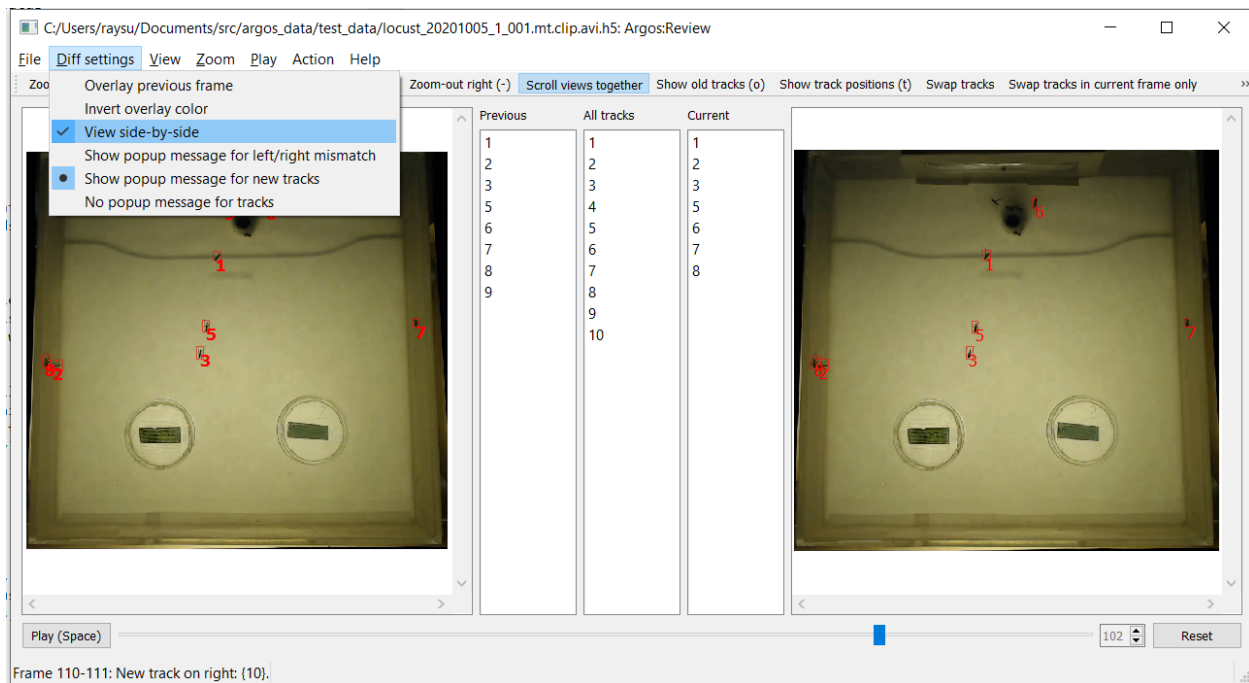 C:/Users/raysu/Documents/src/argos_data/test_data/locust_20201005_1_001.mt.clip.avi.h5: Argos:Review
File Diff settings View Zoom Play Action Help
Zoo Zoom-out right (-) Scroll views together Show old tracks (o) Show track positions (t) Swap tracks Swap tracks in current frame only »
Overlay previous frame
Invert overlay color
View side-by-side
Show popup message for left/right mismatch
Show popup message for new tracks
No popup message for tracks
1
5
3
7
2
Previous
1
2
3
5
6
7
8
9
All tracks
1
2
3
4
5
6
7
8
9
10
Current
1
2
3
5
6
7
8
6
1
5
3
7
2
Play (Space)
102
Reset
Frame 110-111: New track on right: {10}.